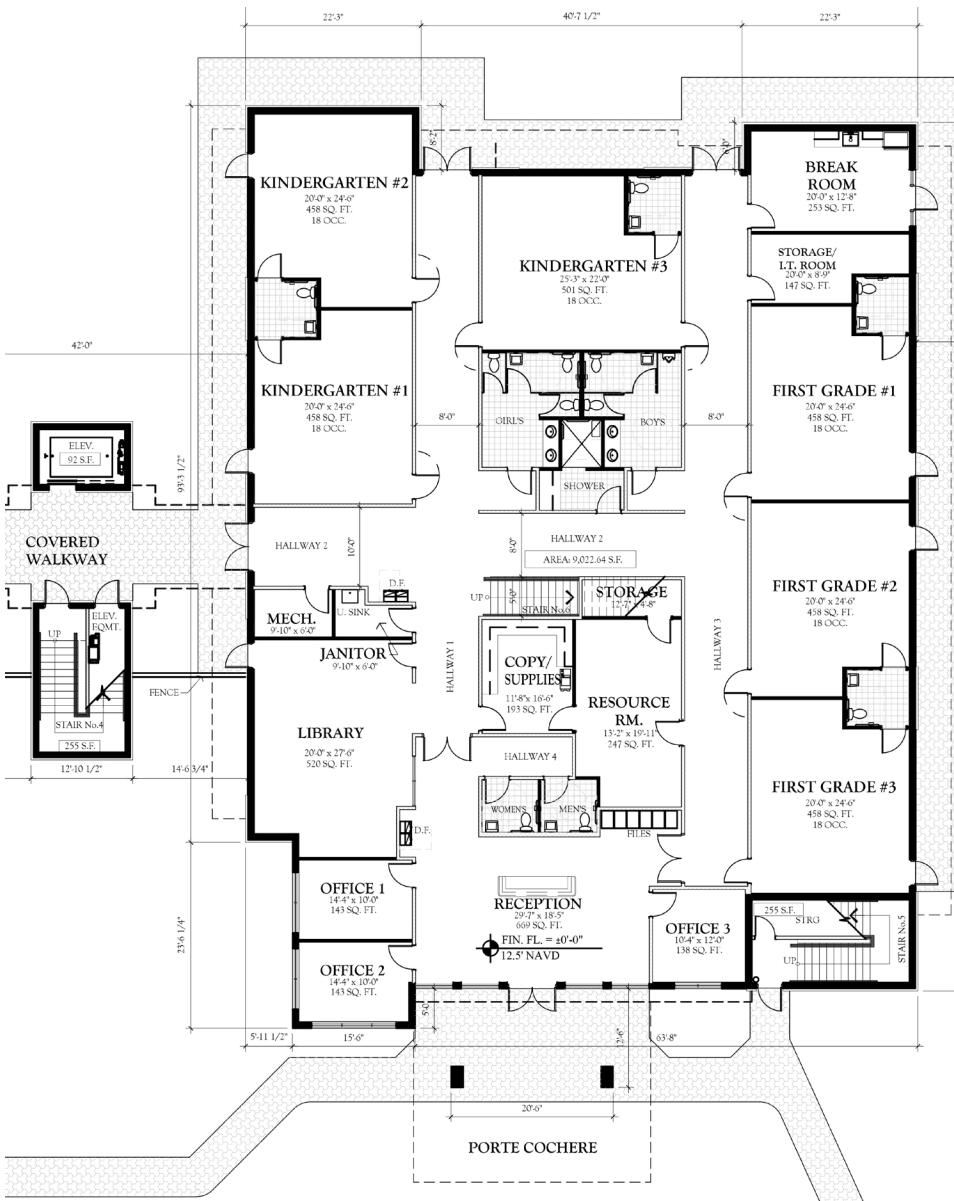 22'-3"
40'-7 1/2"
22'-3"
8'-2"
6'-0"
KINDERGARTEN #2
20'-0" x 24'-6"
458 SQ. FT.
18 OCC.
BREAK
ROOM
20'-0" x 12'-8"
253 SQ. FT.
KINDERGARTEN #3
25'-3" x 22'-0"
501 SQ. FT.
18 OCC.
STORAGE/
I.T. ROOM
20'-0" x 8'-9"
147 SQ. FT.
42'-0"
KINDERGARTEN #1
20'-0" x 24'-6"
458 SQ. FT.
18 OCC.
FIRST GRADE #1
20'-0" x 24'-6"
458 SQ. FT.
18 OCC.
8'-0"
GIRL'S
BOY'S
8'-0"
ELEV.
92 S.F.
93'-3 1/2"
SHOWER
COVERED
WALKWAY
HALLWAY 2
10'-0"
8'-0"
HALLWAY 2
AREA: 9,022.64 S.F.
D.F.
UP
5'-0"
STAIR No.6
STORAGE
12'-7" x 4'-8"
FIRST GRADE #2
20'-0" x 24'-6"
458 SQ. FT.
18 OCC.
MECH.
9'-10" x 6'-0"
U. SINK
UP
ELEV.
EQMT.
JANITOR
9'-10" x 6'-0"
HALLWAY 1
HALLWAY 3
COPY/
SUPPLIES
11'-8" x 16'-6"
193 SQ. FT.
FENCE
RESOURCE
RM.
13'-2" x 19'-11"
247 SQ. FT.
STAIR No.4
255 S.F.
LIBRARY
20'-0" x 27'-6"
520 SQ. FT.
HALLWAY 4
12'-10 1/2"
14'-6 3/4"
FIRST GRADE #3
20'-0" x 24'-6"
458 SQ. FT.
18 OCC.
WOMEN'S
MEN'S
D.F.
FILES
OFFICE 1
14'-4" x 10'-0"
143 SQ. FT.
RECEPTION
29'-7" x 18'-5"
669 SQ. FT.
255 S.F.
STRG
STAIR No.5
23'-6 1/4"
OFFICE 3
10'-4" x 12'-0"
138 SQ. FT.
FIN. FL. = ±0'-0"
12.5' NAVD
UP
OFFICE 2
14'-4" x 10'-0"
143 SQ. FT.
5'-0"
5'-11 1/2"
15'-6"
12'-6"
63'-8"
20'-6"
PORTE COCHERE